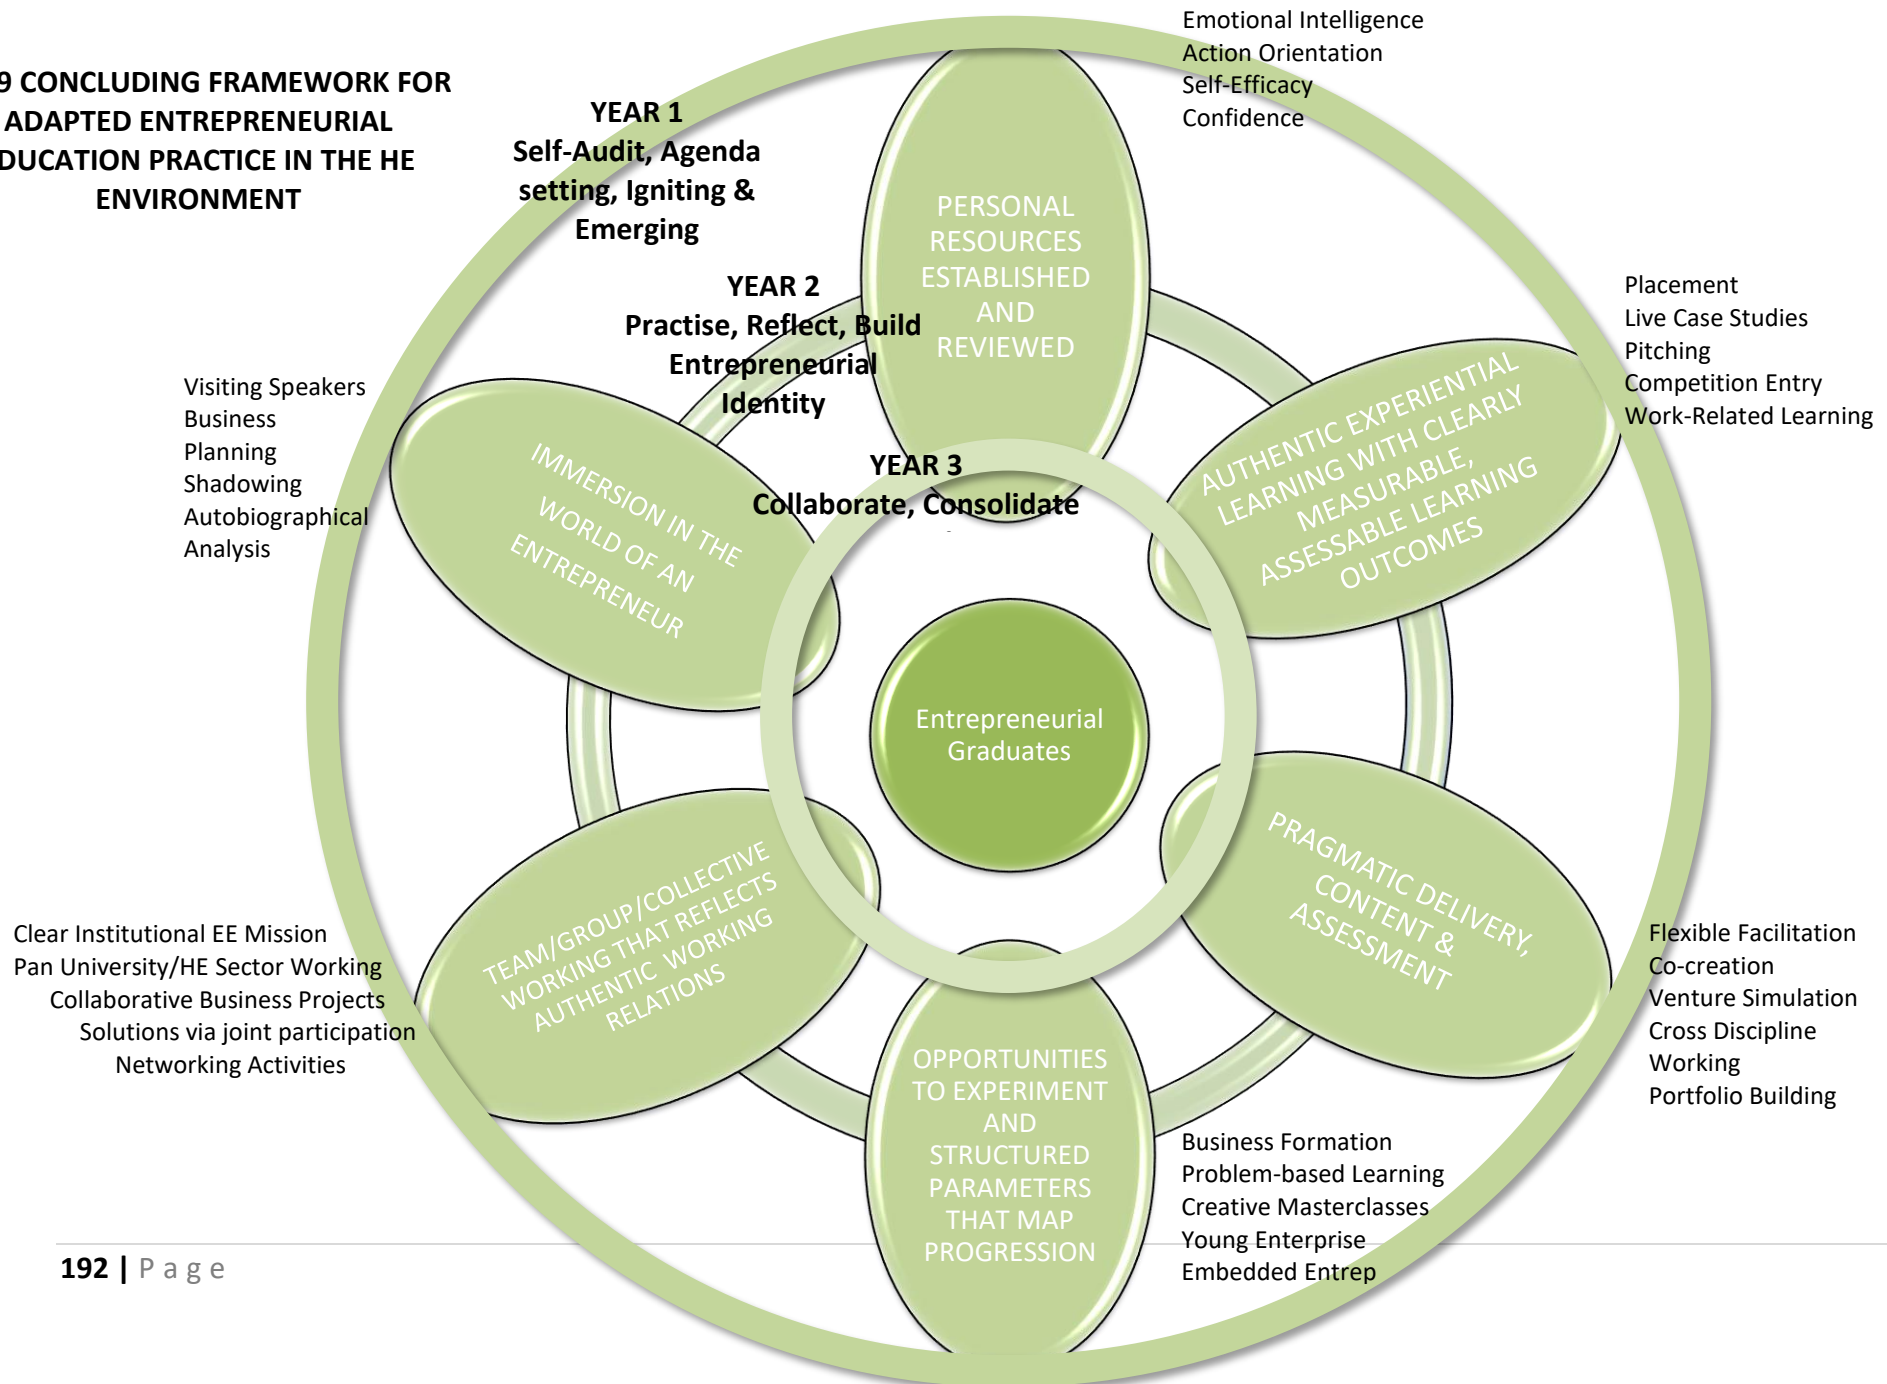 9 CONCLUDING FRAMEWORK FOR
ADAPTED ENTREPRENEURIAL
DUCATION PRACTICE IN THE HE
ENVIRONMENT
YEAR 1
Self-Audit, Agenda
setting, Igniting &
Emerging
YEAR 2
Practise, Reflect, Build
Entrepreneurial
Identity
YEAR 3
Collaborate, Consolidate
Emotional Intelligence
Action Orientation
Self-Efficacy
Confidence
PERSONAL
RESOURCES
ESTABLISHED
AND
REVIEWED
Placement
Live Case Studies
Pitching
Competition Entry
Work-Related Learning
AUTHENTIC EXPERIENTIAL
LEARNING WITH CLEARLY
MEASURABLE,
ASSESSABLE LEARNING
OUTCOMES
Visiting Speakers
Business
Planning
Shadowing
Autobiographical
Analysis
IMMERSION IN THE
WORLD OF AN
ENTREPRENEUR
Entrepreneurial
Graduates
PRAGMATIC DELIVERY,
CONTENT &
ASSESSMENT
Flexible Facilitation
Co-creation
Venture Simulation
Cross Discipline
Working
Portfolio Building
TEAM/GROUP/COLLECTIVE
WORKING THAT REFLECTS
AUTHENTIC WORKING
RELATIONS
Clear Institutional EE Mission
Pan University/HE Sector Working
Collaborative Business Projects
Solutions via joint participation
Networking Activities
OPPORTUNITIES
TO EXPERIMENT
AND
STRUCTURED
PARAMETERS
THAT MAP
PROGRESSION
Business Formation
Problem-based Learning
Creative Masterclasses
Young Enterprise
Embedded Entrep
192 | P a g e